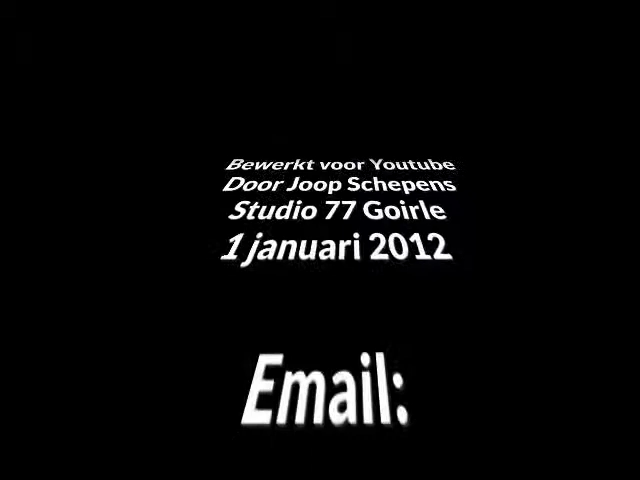 Bewerkt voor Youtube
Door Joop Schepens
Studio 77 Goirle
1 januari 2012
Email: